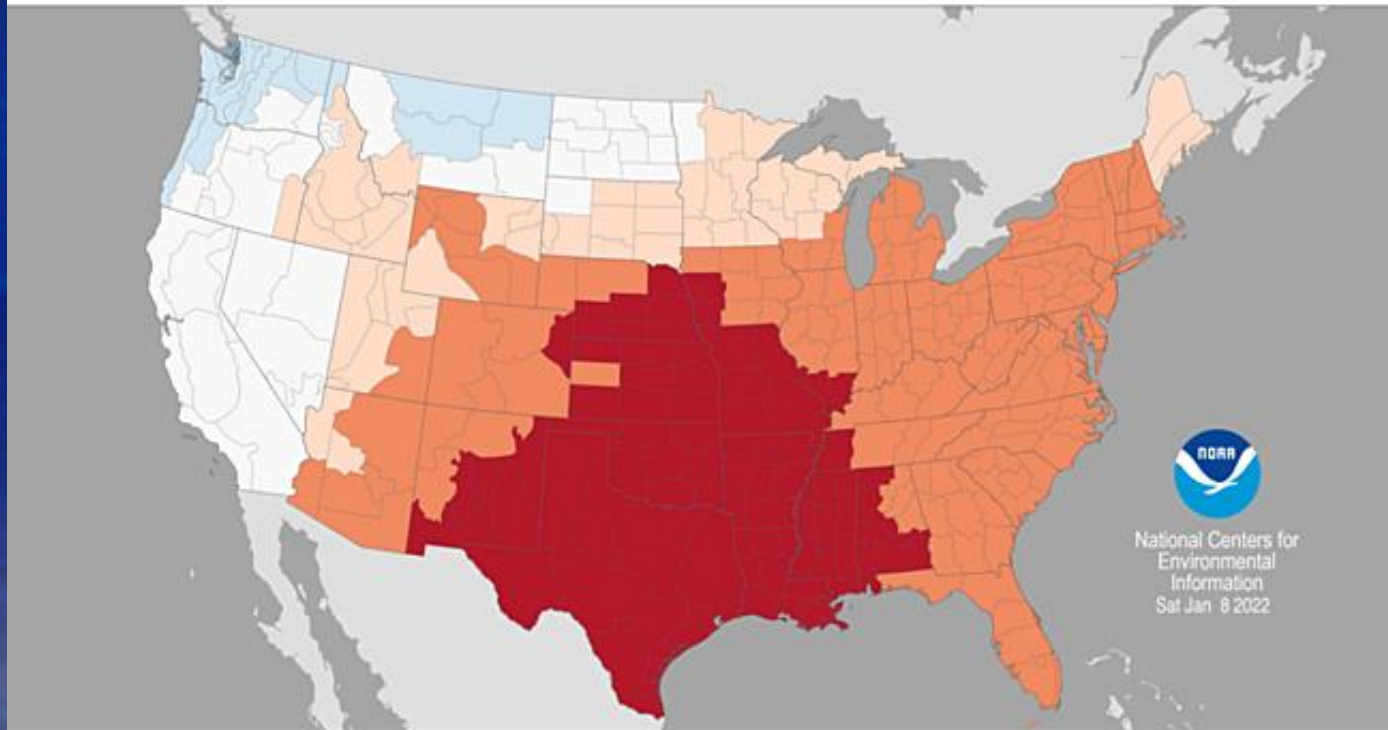 NOAA
National Centers for
Environmental
Information
Sat Jan 8 2022